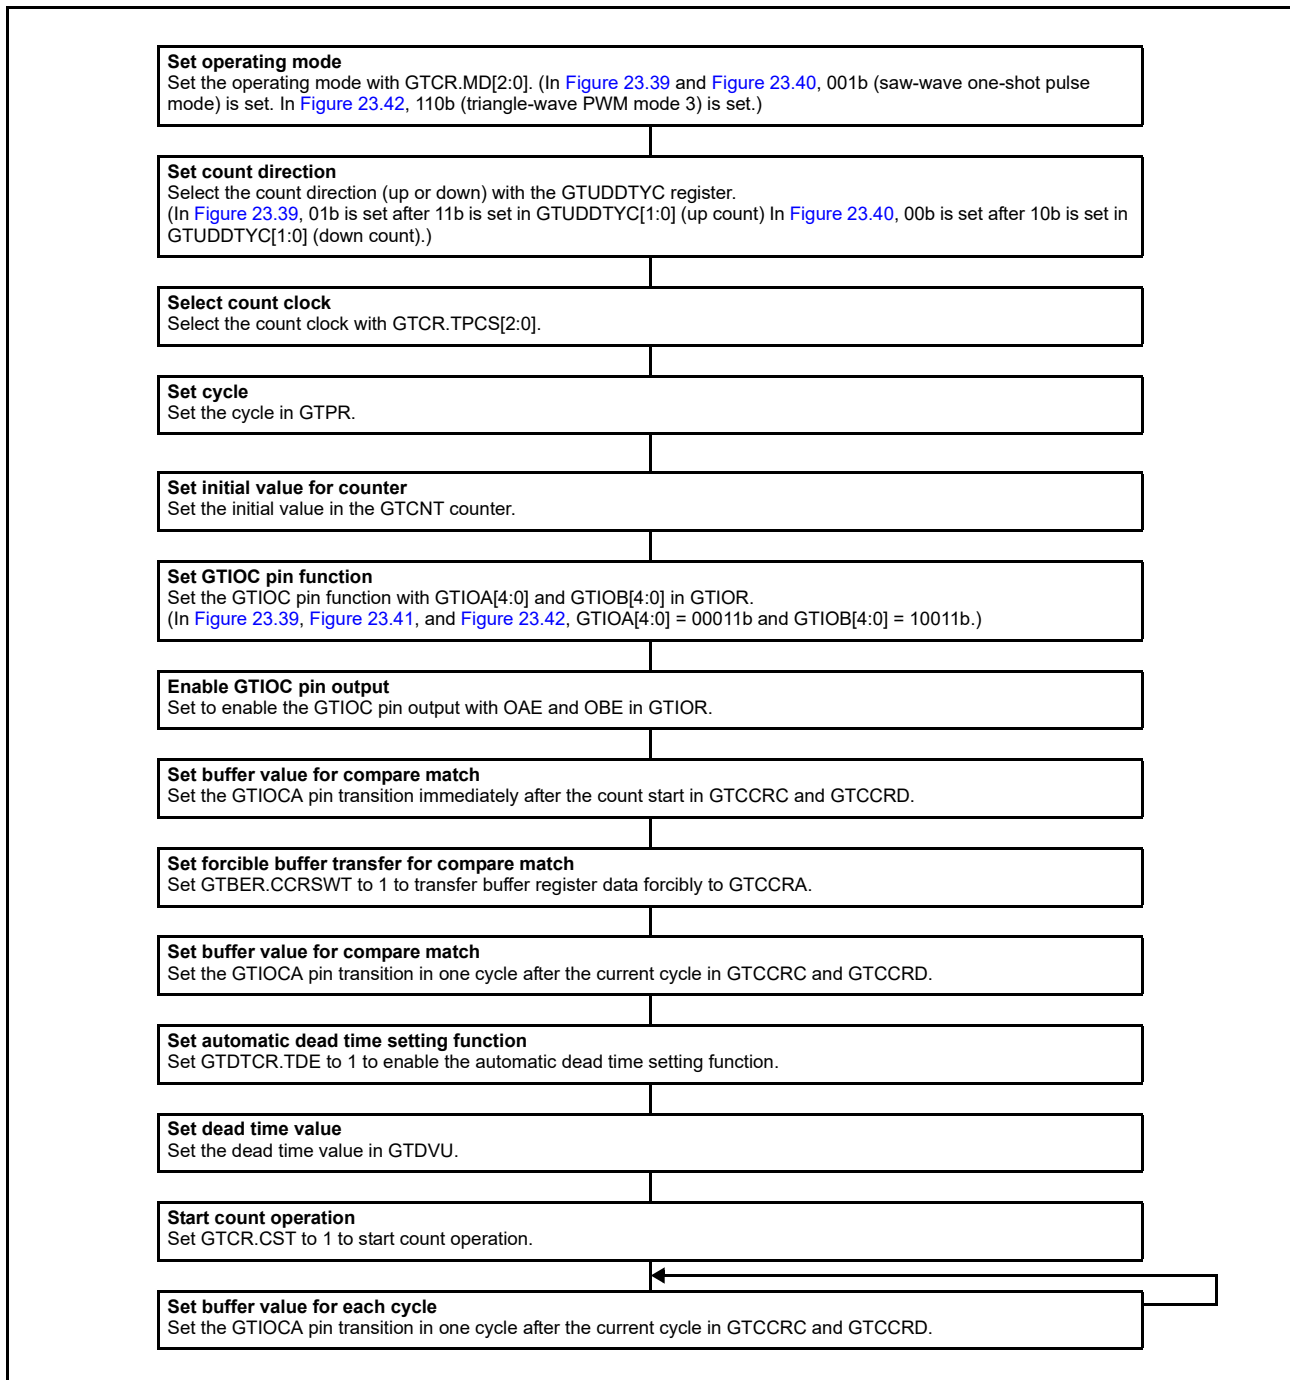 Set operating mode
Set the operating mode with GTCR.MD[2:0]. (In Figure 23.39 and Figure 23.40, 001b (saw-wave one-shot pulse
mode) is set. In Figure 23.42, 110b (triangle-wave PWM mode 3) is set.)
Set count direction
Select the count direction (up or down) with the GTUDDTYC register.
(In Figure 23.39, 01b is set after 11b is set in GTUDDTYC[1:0] (up count) In Figure 23.40, 00b is set after 10b is set in
GTUDDTYC[1:0] (down count).)
Select count clock
Select the count clock with GTCR.TPCS[2:0].
Set cycle
Set the cycle in GTPR.
Set initial value for counter
Set the initial value in the GTCNT counter.
Set GTIOC pin function
Set the GTIOC pin function with GTIOA[4:0] and GTIOB[4:0] in GTIOR.
(In Figure 23.39, Figure 23.41, and Figure 23.42, GTIOA[4:0] = 00011b and GTIOB[4:0] = 10011b.)
Enable GTIOC pin output
Set to enable the GTIOC pin output with OAE and OBE in GTIOR.
Set buffer value for compare match
Set the GTIOCA pin transition immediately after the count start in GTCCRC and GTCCRD.
Set forcible buffer transfer for compare match
Set GTBER.CCRSWT to 1 to transfer buffer register data forcibly to GTCCRA.
Set buffer value for compare match
Set the GTIOCA pin transition in one cycle after the current cycle in GTCCRC and GTCCRD.
Set automatic dead time setting function
Set GTDTCR.TDE to 1 to enable the automatic dead time setting function.
Set dead time value
Set the dead time value in GTDVU.
Start count operation
Set GTCR.CST to 1 to start count operation.
Set buffer value for each cycle
Set the GTIOCA pin transition in one cycle after the current cycle in GTCCRC and GTCCRD.